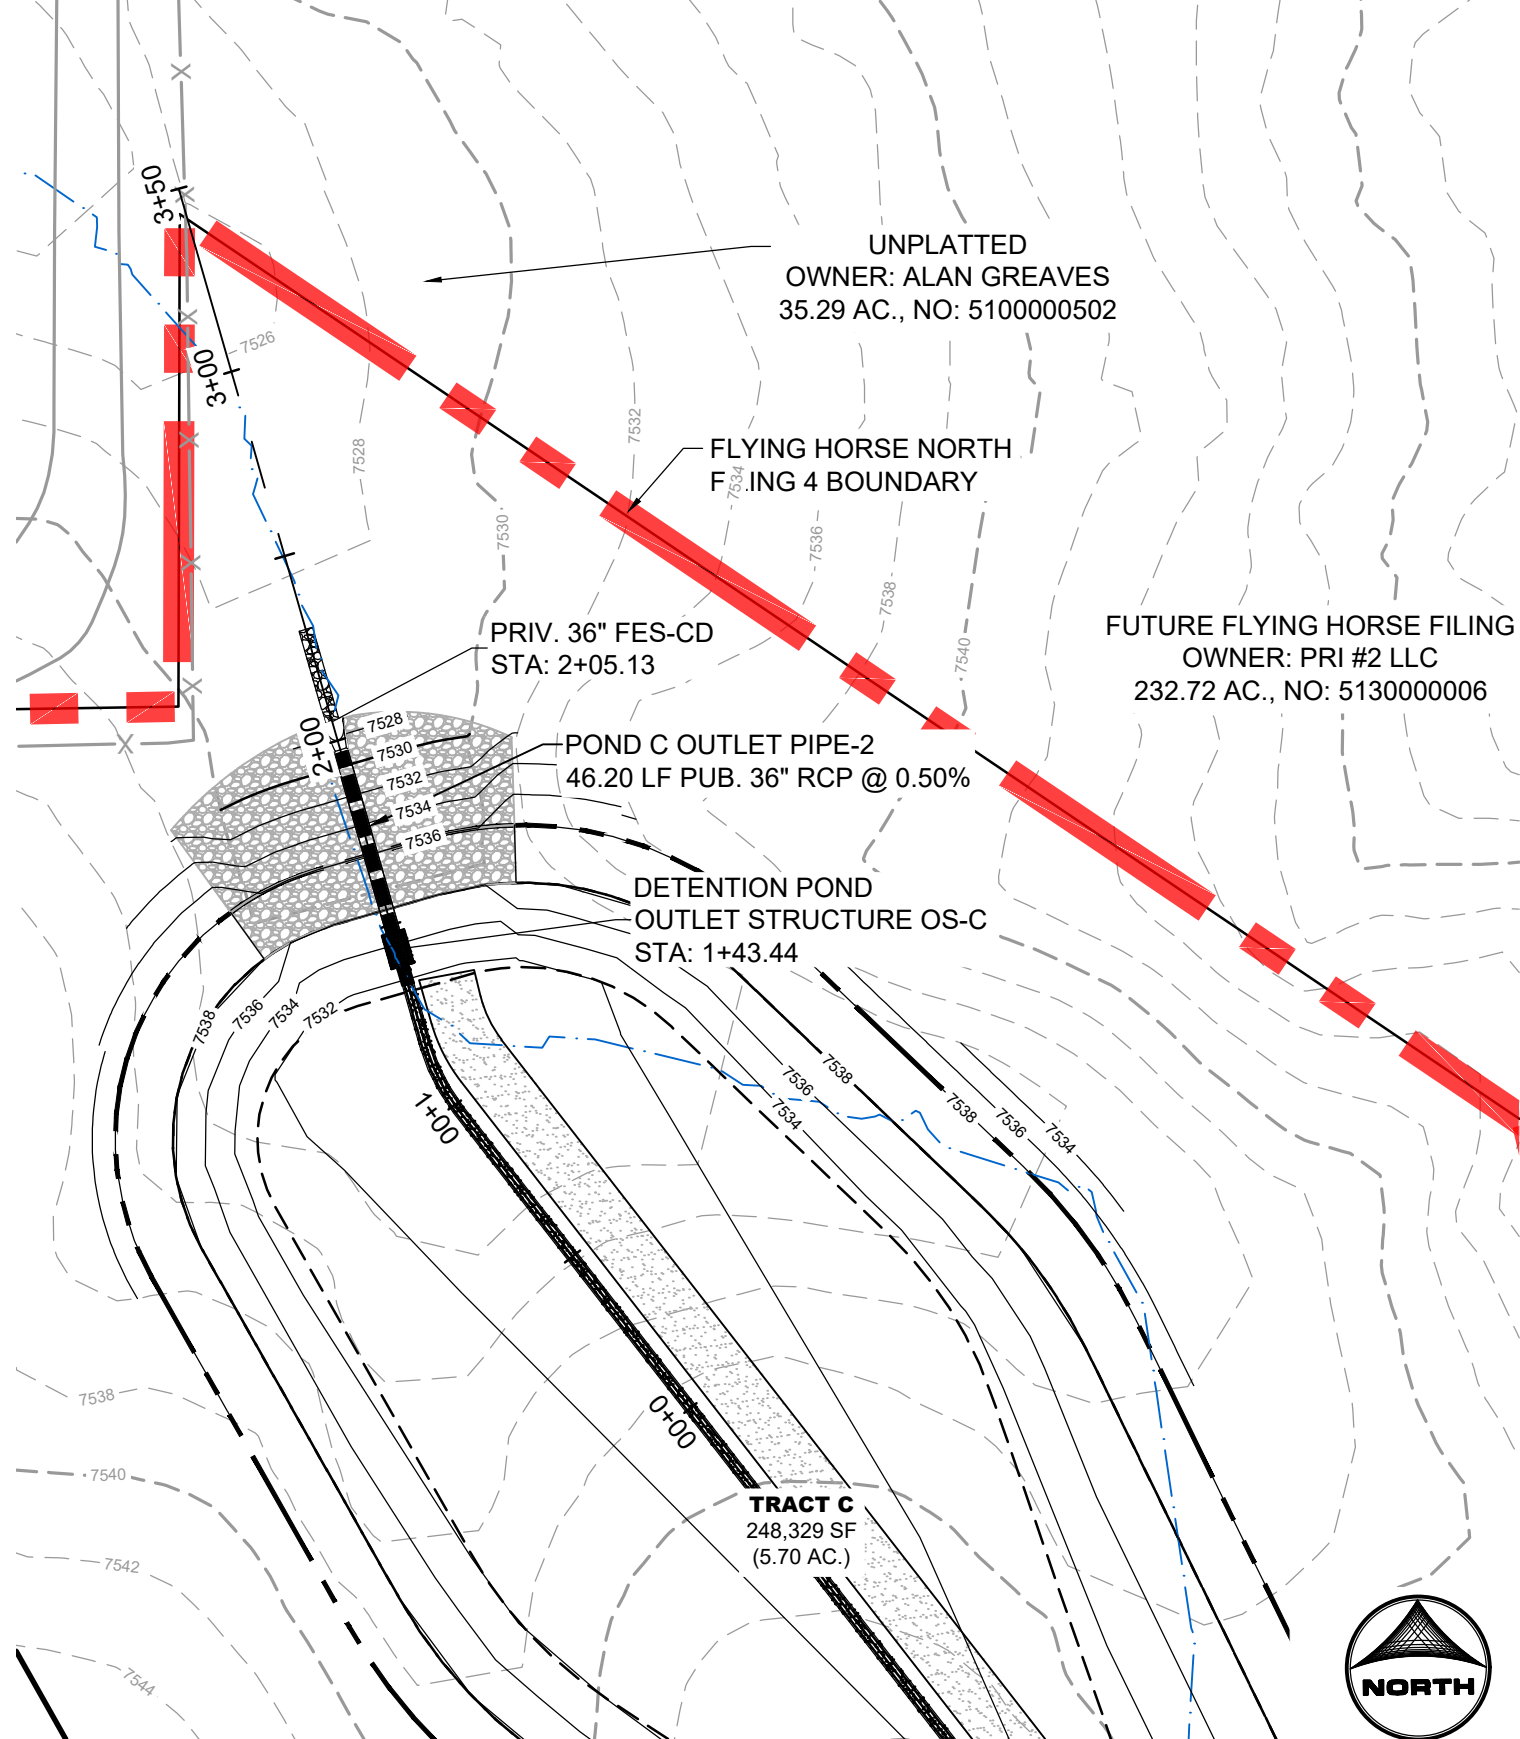 3+50
UNPLATTED
OWNER: ALAN GREAVES
35.29 AC., NO: 5100000502
7526
3+00
7532
7528
FLYING HORSE NORTH
F .ING 4 BOUNDARY
7534
7530
7536
7538
7540
PRIV. 36" FES-CD
STA: 2+05.13
FUTURE FLYING HORSE FILING
OWNER: PRI #2 LLC
232.72 AC., NO: 5130000006
2+00
7528
7530
7532
7534
7536
POND C OUTLET PIPE-2
46.20 LF PUB. 36" RCP @ 0.50%
DETENTION POND
OUTLET STRUCTURE OS-C
STA: 1+43.44
7538
7536
7534
7532
7538
7536
7534
7538
7536
7534
1+00
0+00
7538
7540
7542
7544
TRACT C
248,329 SF
(5.70 AC.)
NORTH
X
X
X
X
X
X
X